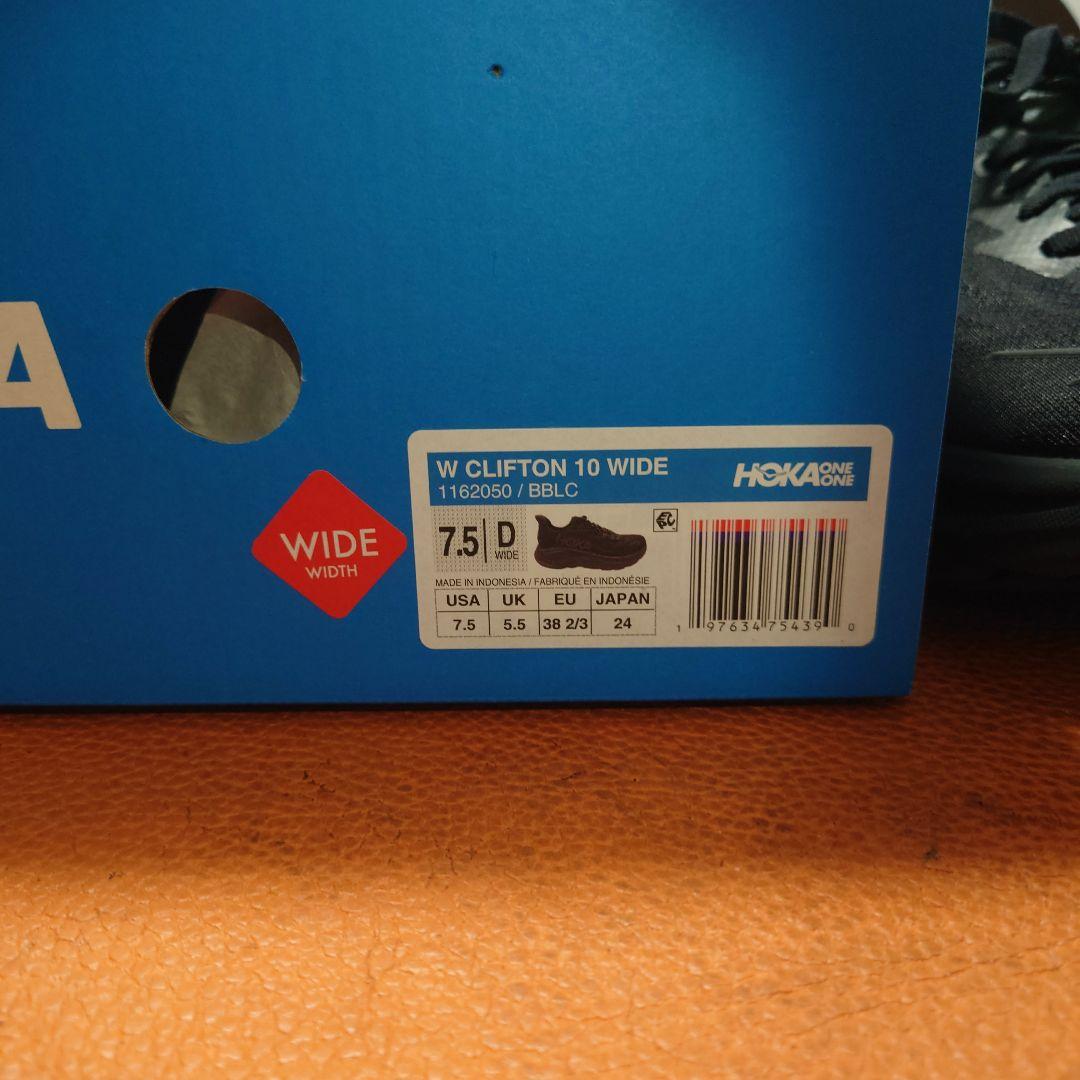 A
WIDE
WIDTH
W CLIFTON 10 WIDE
1162050 / BBLC
HOKA ONE ONE
7.5 D WIDE
HOKA
MADE IN INDONESIA / FABRIQUÉ EN INDONÉSIE
USA UK EU JAPAN
7.5 5.5 38 2/3 24
1 97634 75439 0